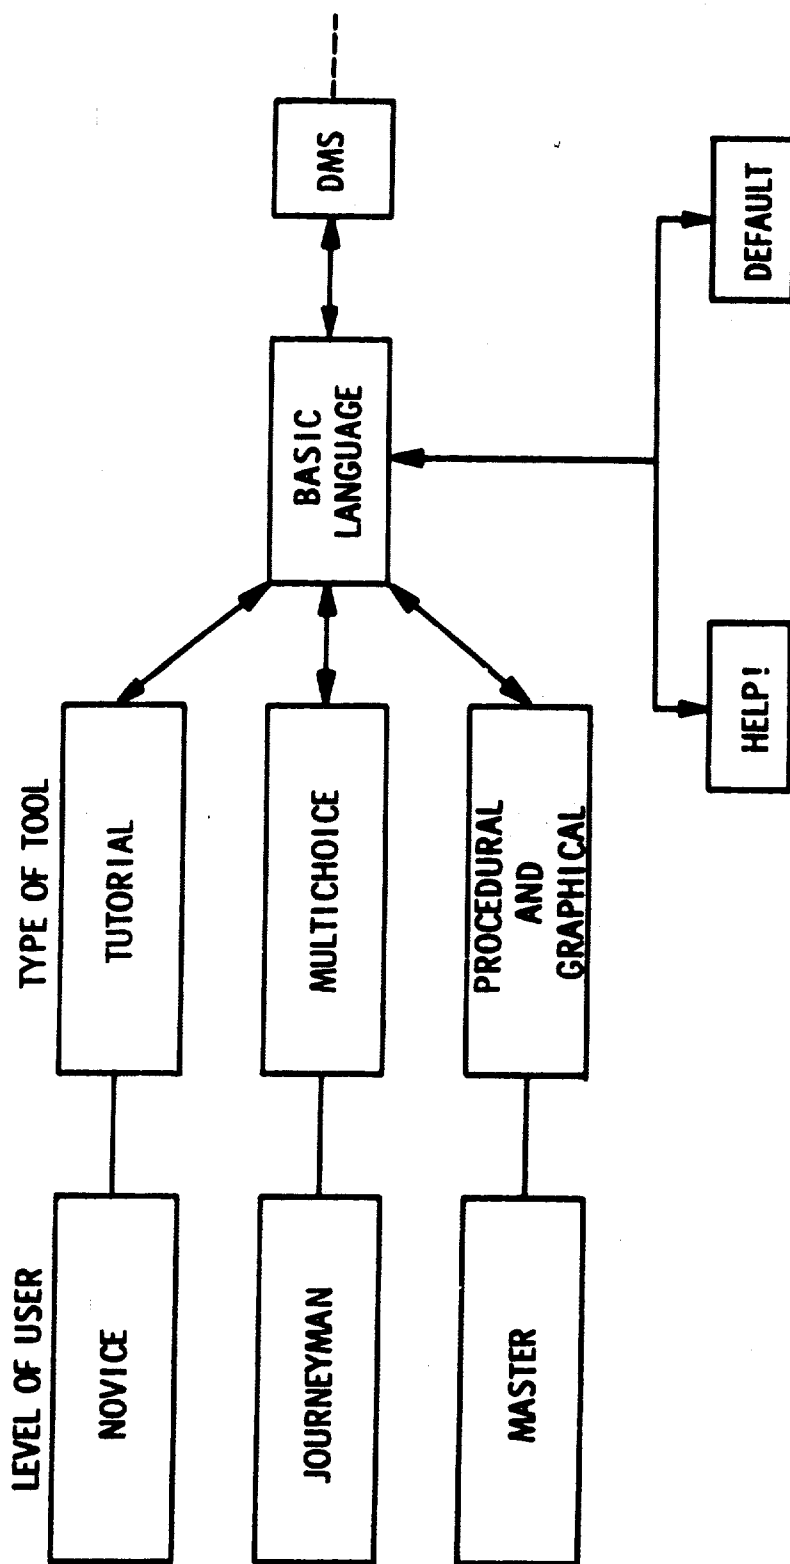 LEVEL OF USER
TYPE OF TOOL
NOVICE
TUTORIAL
JOURNEYMAN
MULTICHOICE
BASIC
LANGUAGE
DMS
MASTER
PROCEDURAL
AND
GRAPHICAL
HELP!
DEFAULT